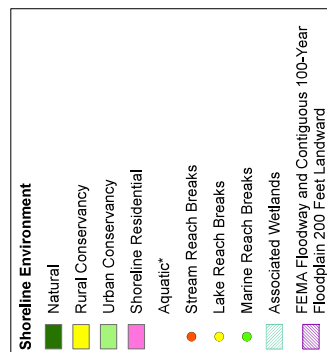 Shoreline Environment
Natural
Rural Conservancy
Urban Conservancy
Shoreline Residential
Aquatic*
Stream Reach Breaks
Lake Reach Breaks
Marine Reach Breaks
Associated Wetlands
FEMA Floodway and Contiguous 100-Year
Floodplain 200 Feet Landward